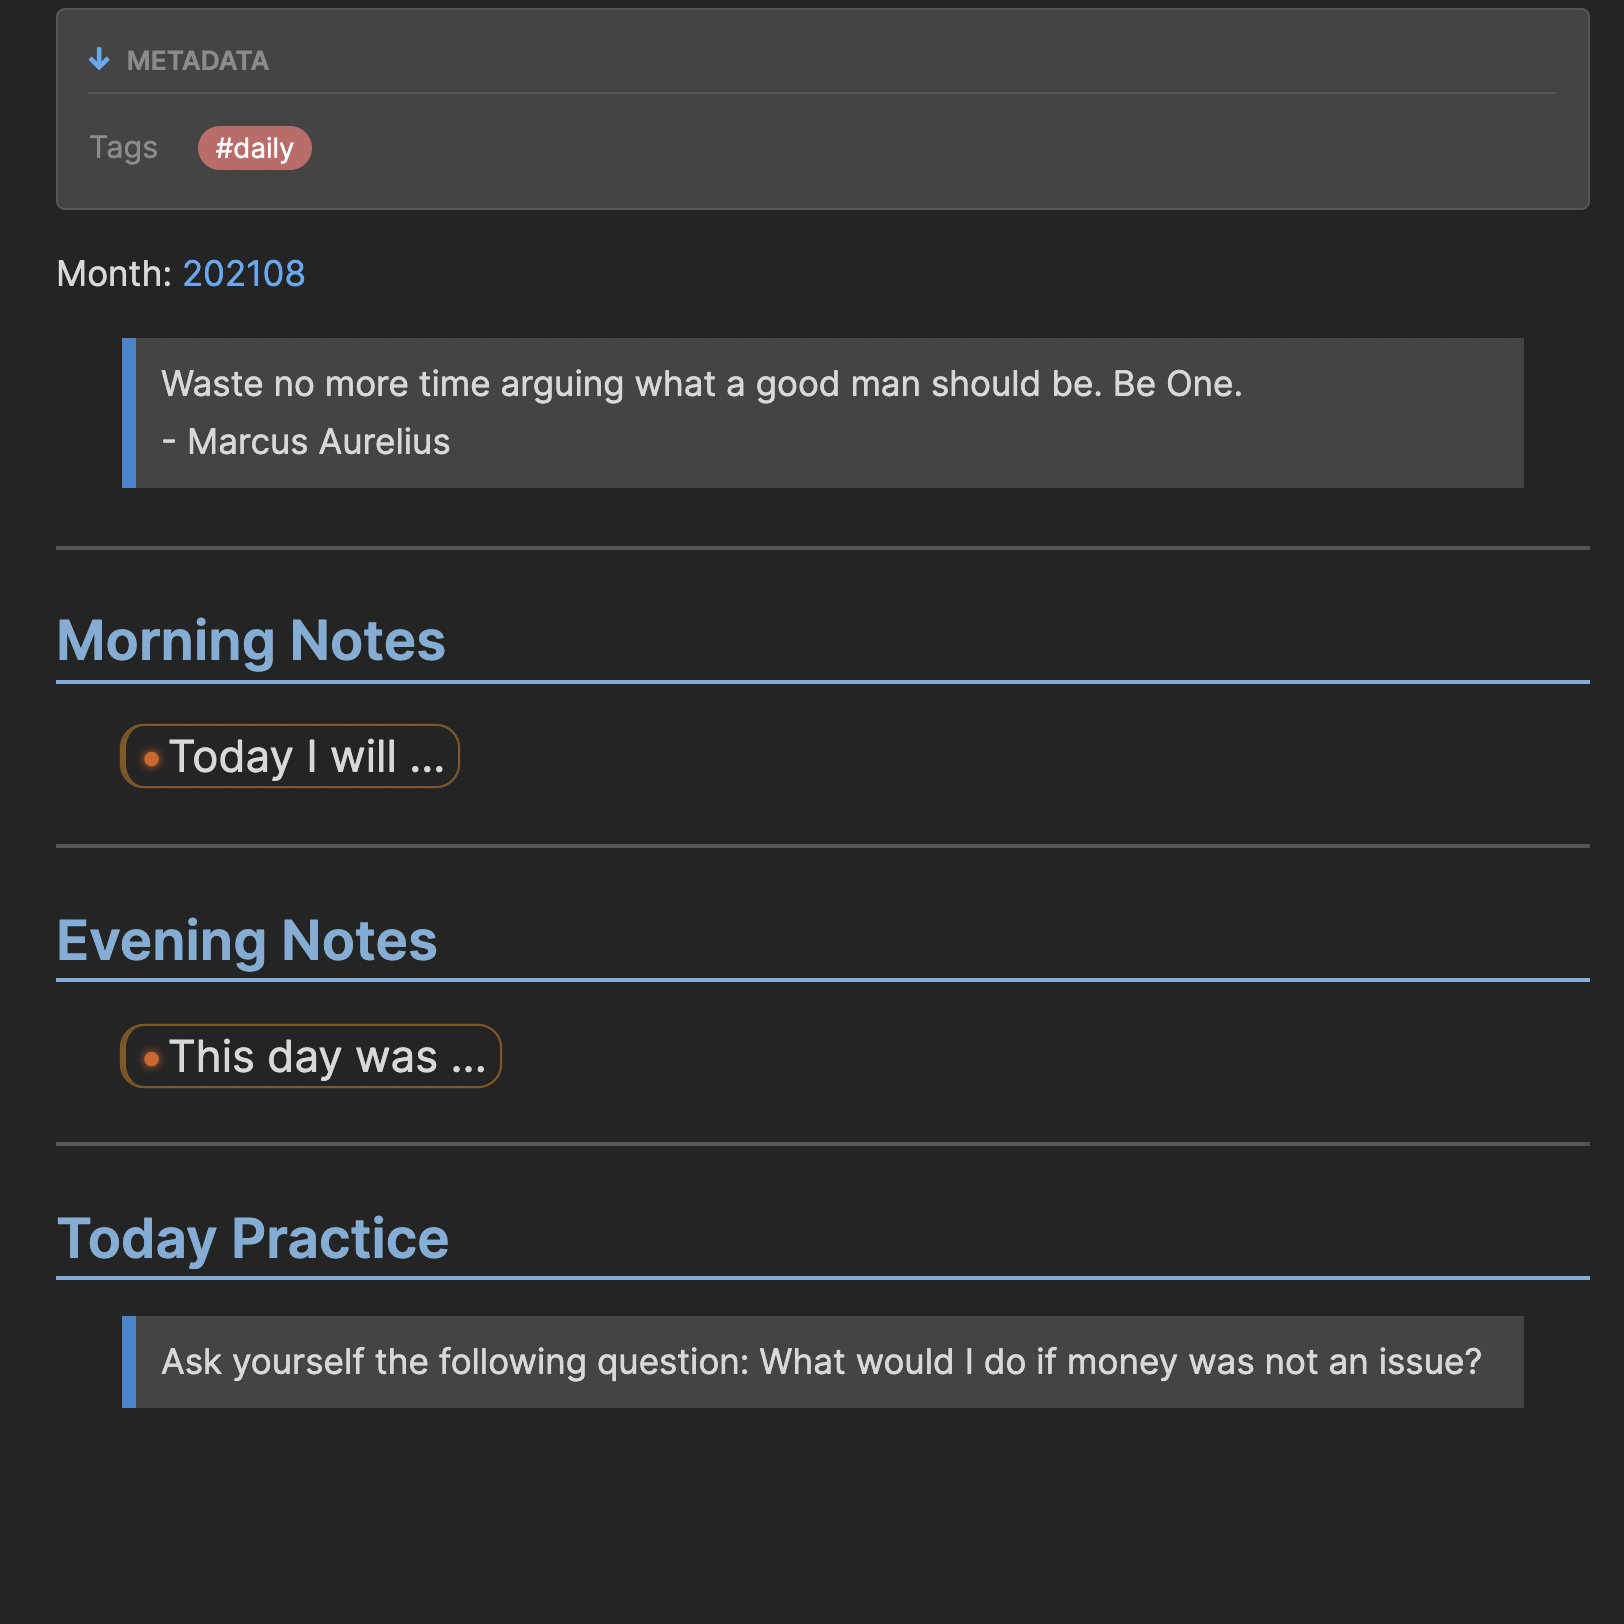 METADATA
Tags #daily
Month: 202108
Waste no more time arguing what a good man should be. Be One.
- Marcus Aurelius
Morning Notes
Today I will ...
Evening Notes
This day was ...
Today Practice
Ask yourself the following question: What would I do if money was not an issue?